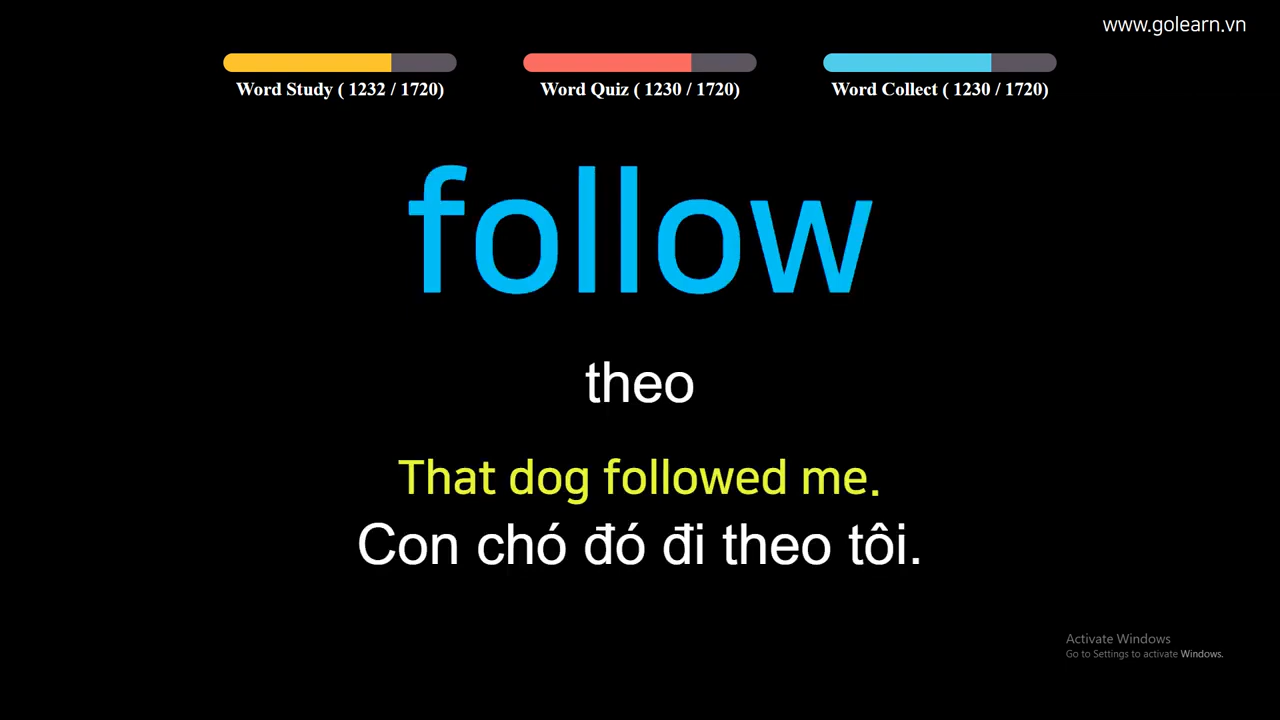 www.golearn.vn
Word Study ( 1232 / 1720)
Word Quiz ( 1230 / 1720)
Word Collect ( 1230 / 1720)
follow
theo
That dog followed me.
Con chó đó đi theo tôi.
Activate Windows
Go to Settings to activate Windows.